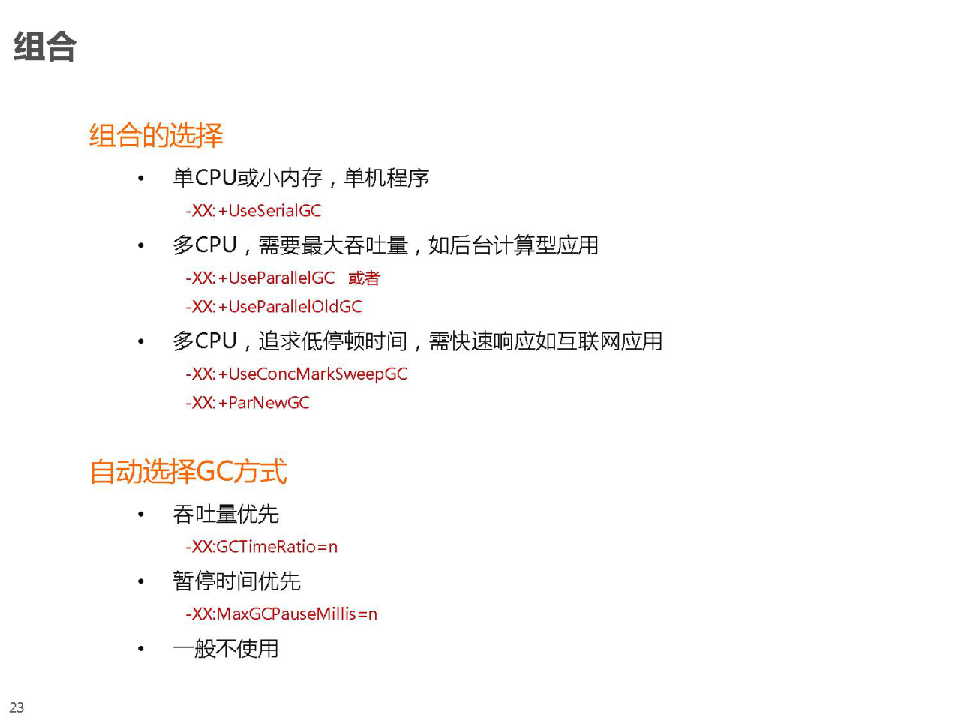 组合
组合的选择
• 单CPU或小内存，单机程序
-XX:+UseSerialGC
• 多CPU，需要最大吞吐量，如后台计算型应用
-XX:+UseParallelGC 或者
-XX:+UseParallelOldGC
• 多CPU，追求低停顿时间，需快速响应如互联网应用
-XX:+UseConcMarkSweepGC
-XX:+ParNewGC
自动选择GC方式
• 吞吐量优先
-XX:GCTimeRatio=n
• 暂停时间优先
-XX:MaxGCPauseMillis=n
• 一般不使用
23